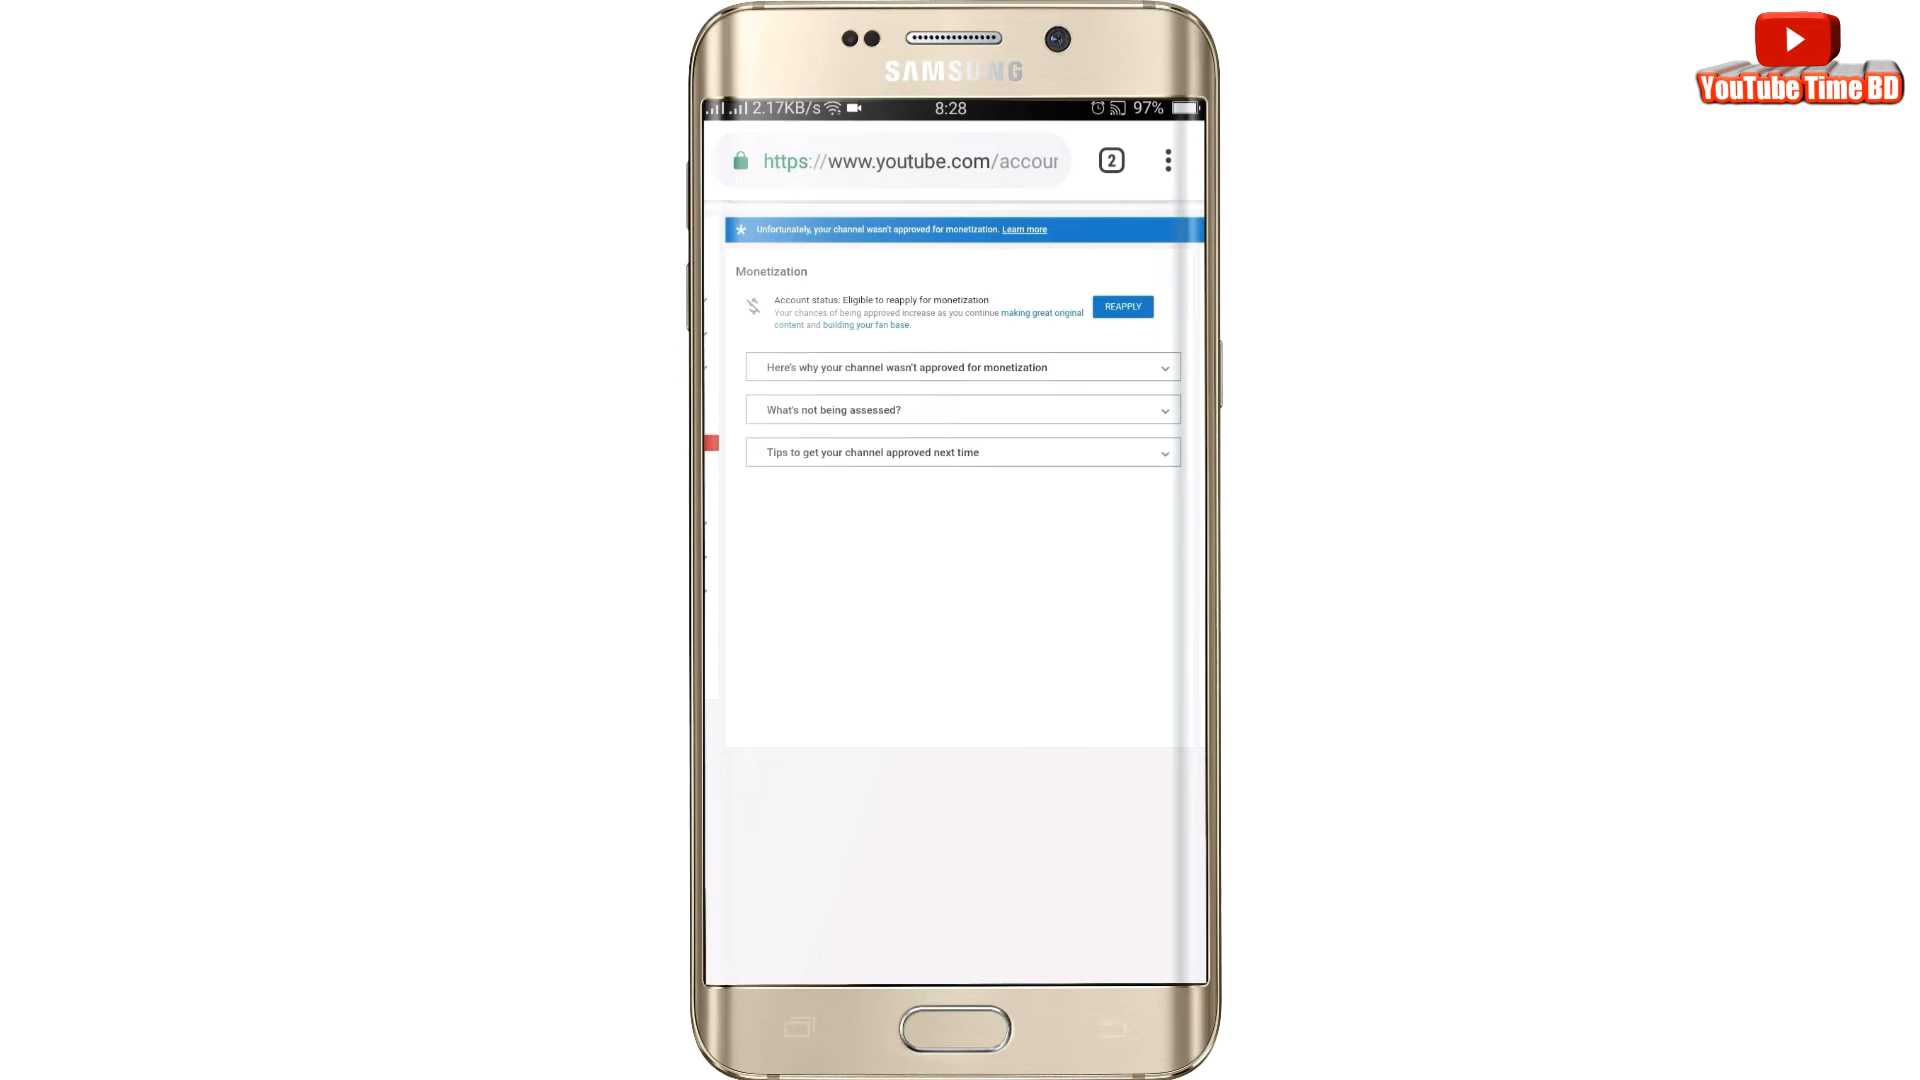 YouTube Time BD
SAMSUNG
2.17KB/s 8:28 97%
https://www.youtube.com/accour
2
Unfortunately, your channel wasn't approved for monetization. Learn more
Monetization
Account status: Eligible to reapply for monetization
Your chances of being approved increase as you continue making great original
content and building your fan base.
REAPPLY
Here's why your channel wasn't approved for monetization
What's not being assessed?
Tips to get your channel approved next time